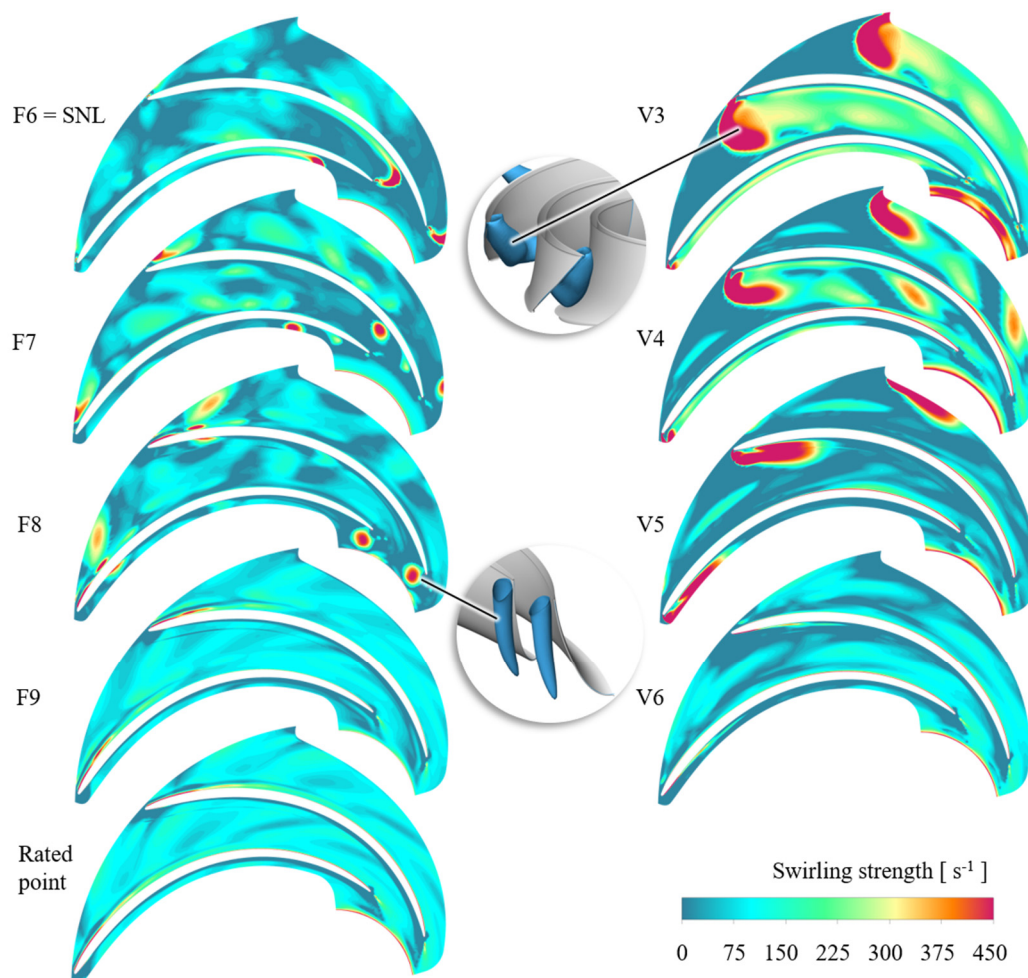 F6 = SNL
V3
F7
V4
F8
V5
F9
V6
Rated
point
Swirling strength [ s⁻¹ ]
0 75 150 225 300 375 450